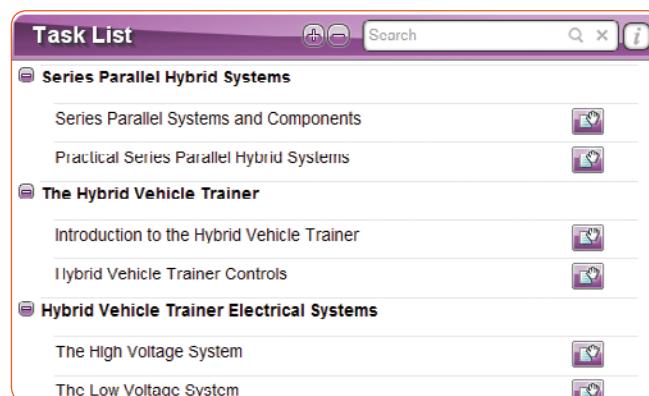 Task List
Search
i
Series Parallel Hybrid Systems
Series Parallel Systems and Components
Practical Series Parallel Hybrid Systems
The Hybrid Vehicle Trainer
Introduction to the Hybrid Vehicle Trainer
Hybrid Vehicle Trainer Controls
Hybrid Vehicle Trainer Electrical Systems
The High Voltage System
The Low Voltage System